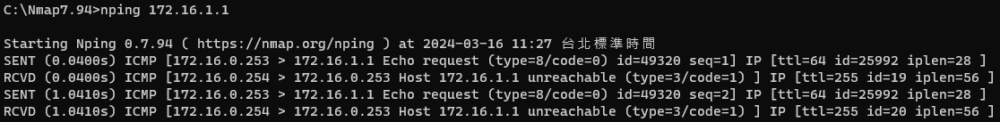 C:\Nmap7.94>nping 172.16.1.1
Starting Nping 0.7.94 ( https://nmap.org/nping ) at 2024-03-16 11:27 台北標準時間
SENT (0.0400s) ICMP [172.16.0.253 > 172.16.1.1 Echo request (type=8/code=0) id=49320 seq=1] IP [ttl=64 id=25992 iplen=28 ]
RCVD (0.0400s) ICMP [172.16.0.254 > 172.16.0.253 Host 172.16.1.1 unreachable (type=3/code=1) ] IP [ttl=255 id=19 iplen=56 ]
SENT (1.0410s) ICMP [172.16.0.253 > 172.16.1.1 Echo request (type=8/code=0) id=49320 seq=2] IP [ttl=64 id=25992 iplen=28 ]
RCVD (1.0410s) ICMP [172.16.0.254 > 172.16.0.253 Host 172.16.1.1 unreachable (type=3/code=1) ] IP [ttl=255 id=20 iplen=56 ]